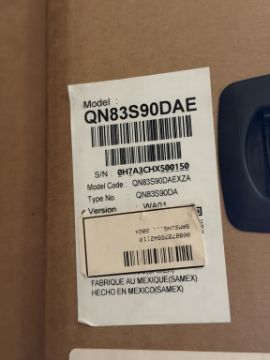 Model :
QN83S90DAE
S/N : 0H7A3CHX500150
Model Code : QN83S90DAEXZA
Type No. : QN83S90DA
Version : WA01
SAMSUNG
FABRIQUE AU MEXIQUE(SAMEX)
HECHO EN MEXICO(SAMEX)